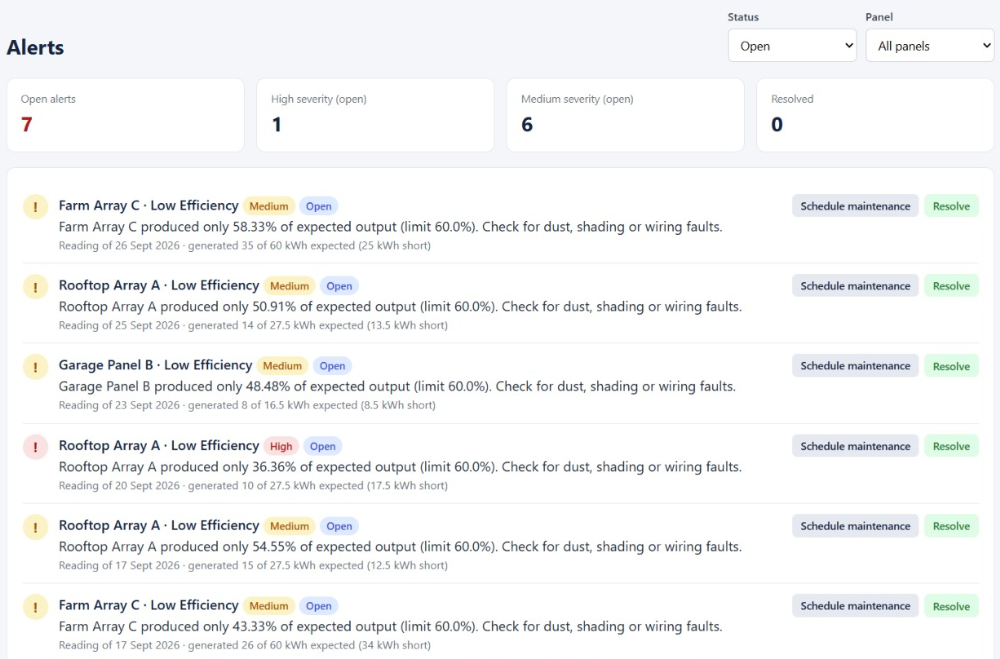 Status Panel
Alerts Open All panels
Open alerts High severity (open) Medium severity (open) Resolved
7 1 6 0
! Farm Array C · Low Efficiency Medium Open Schedule maintenance Resolve
Farm Array C produced only 58.33% of expected output (limit 60.0%). Check for dust, shading or wiring faults.
Reading of 26 Sept 2026 · generated 35 of 60 kWh expected (25 kWh short)
! Rooftop Array A · Low Efficiency Medium Open Schedule maintenance Resolve
Rooftop Array A produced only 50.91% of expected output (limit 60.0%). Check for dust, shading or wiring faults.
Reading of 25 Sept 2026 · generated 14 of 27.5 kWh expected (13.5 kWh short)
! Garage Panel B · Low Efficiency Medium Open Schedule maintenance Resolve
Garage Panel B produced only 48.48% of expected output (limit 60.0%). Check for dust, shading or wiring faults.
Reading of 23 Sept 2026 · generated 8 of 16.5 kWh expected (8.5 kWh short)
! Rooftop Array A · Low Efficiency High Open Schedule maintenance Resolve
Rooftop Array A produced only 36.36% of expected output (limit 60.0%). Check for dust, shading or wiring faults.
Reading of 20 Sept 2026 · generated 10 of 27.5 kWh expected (17.5 kWh short)
! Rooftop Array A · Low Efficiency Medium Open Schedule maintenance Resolve
Rooftop Array A produced only 54.55% of expected output (limit 60.0%). Check for dust, shading or wiring faults.
Reading of 17 Sept 2026 · generated 15 of 27.5 kWh expected (12.5 kWh short)
! Farm Array C · Low Efficiency Medium Open Schedule maintenance Resolve
Farm Array C produced only 43.33% of expected output (limit 60.0%). Check for dust, shading or wiring faults.
Reading of 17 Sept 2026 · generated 26 of 60 kWh expected (34 kWh short)